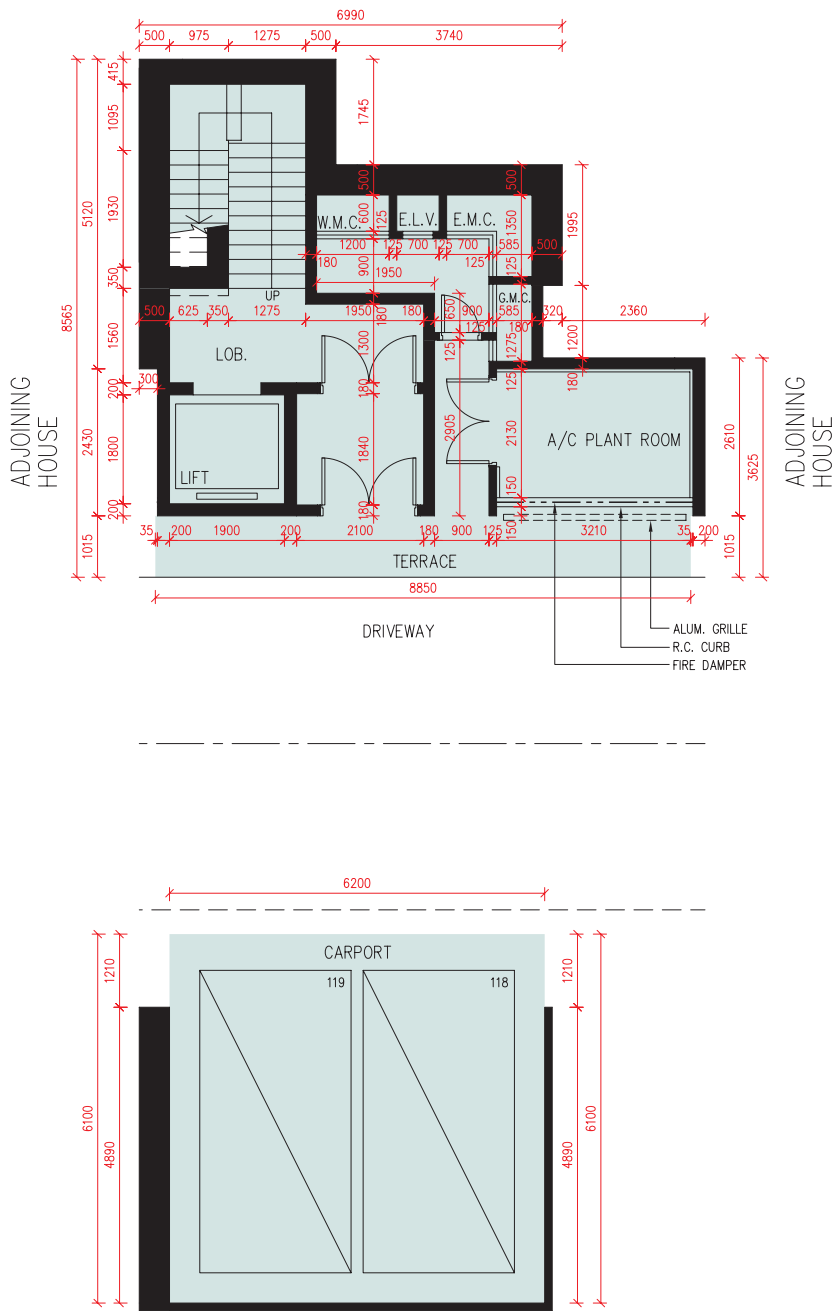 6990
500 975 1275 500 3740
415
1095
1745
5120
1930
500
500
1995
W.M.C.
600
125
E.L.V.
E.M.C.
1350
1200 125 700 125 700 585 500
180
900
125
125
1950
350
UP
G.M.C.
8565
500 625 350 1275 1950 180 650 900 585 320 2360
180
125
180
1560
LOB.
1300
125
1275
1200
300
200
180
125
180
ADJOINING
HOUSE
ADJOINING
HOUSE
2430
1800
1840
2905
2130
A/C PLANT ROOM
2610
3625
LIFT
150
200
180
150
35 200 1900 200 2100 180 900 125 3210 35 200
1015
TERRACE
1015
8850
DRIVEWAY
ALUM. GRILLE
R.C. CURB
FIRE DAMPER
6200
1210
CARPORT
1210
119
118
6100
4890
4890
6100